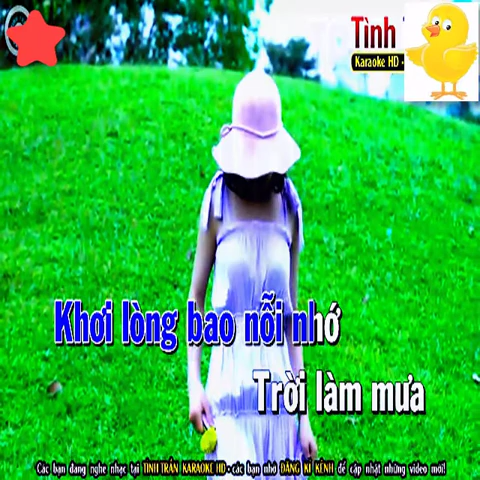 Tình
Karaoke HD -
Khơi lòng bao nỗi nhớ
Trời làm mưa
Các bạn đang nghe nhạc tại TÌNH TRẦN KARAOKE HD - các bạn nhớ ĐĂNG KÍ KÊNH để cập nhật những video mới!